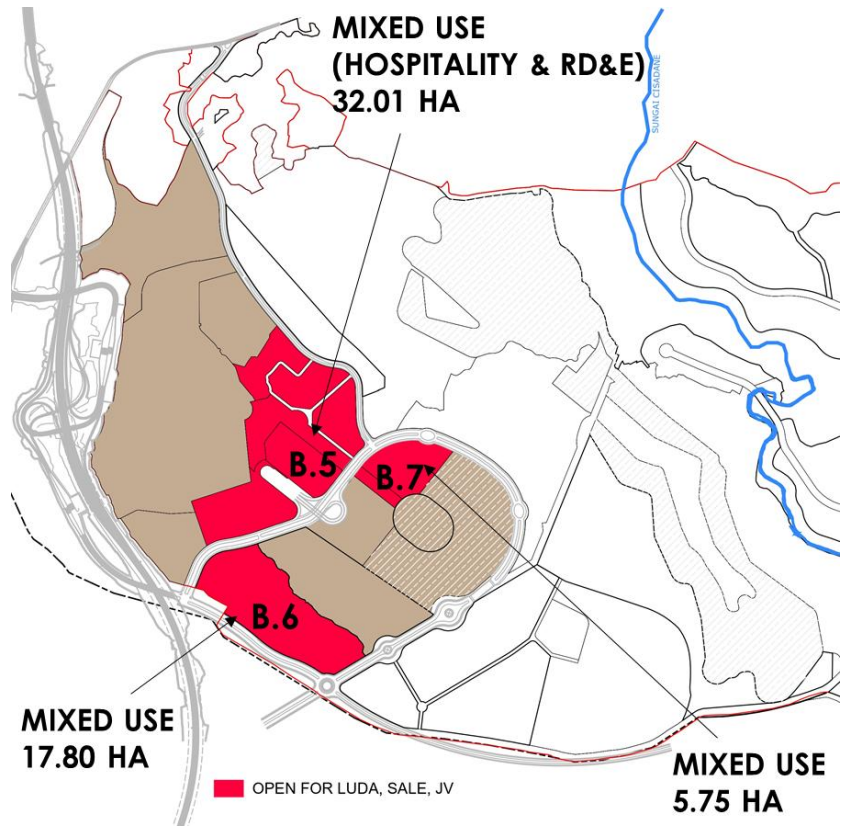 MIXED USE
(HOSPITALITY & RD&E)
32.01 HA
SUNGAI CISADANE
B.5
B.7
B.6
MIXED USE
17.80 HA
MIXED USE
5.75 HA
OPEN FOR LUDA, SALE, JV